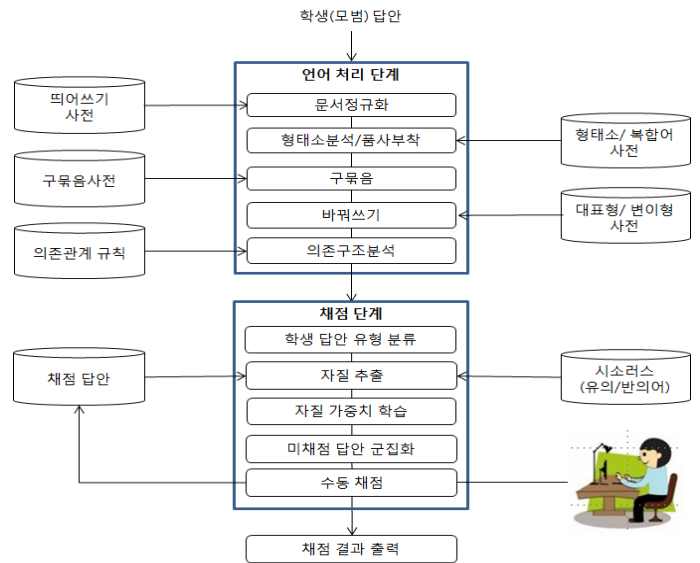 학생(모범) 답안
언어 처리 단계
띄어쓰기
사전
문서정규화
형태소분석/품사부착
형태소/ 복합어
사전
구묶음사전
구묶음
바꿔쓰기
대표형/ 변이형
사전
의존관계 규칙
의존구조분석
채점 단계
학생 답안 유형 분류
채점 답안
자질 추출
시소러스
(유의/반의어)
자질 가중치 학습
미채점 답안 군집화
수동 채점
채점 결과 출력